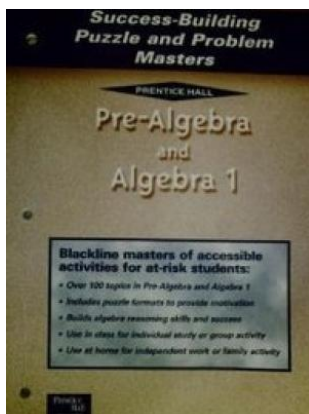 Success-Building
Puzzle and Problem
Masters
PRENTICE HALL
Pre-Algebra
and
Algebra 1
Blackline masters of accessible
activities for at-risk students:
• Over 100 topics in Pre-Algebra and Algebra 1
• Includes puzzle formats to provide motivation
• Builds algebra reasoning skills and success
• Use in class for individual study or group activity
• Use at home for independent work or family activity
Prentice
Hall